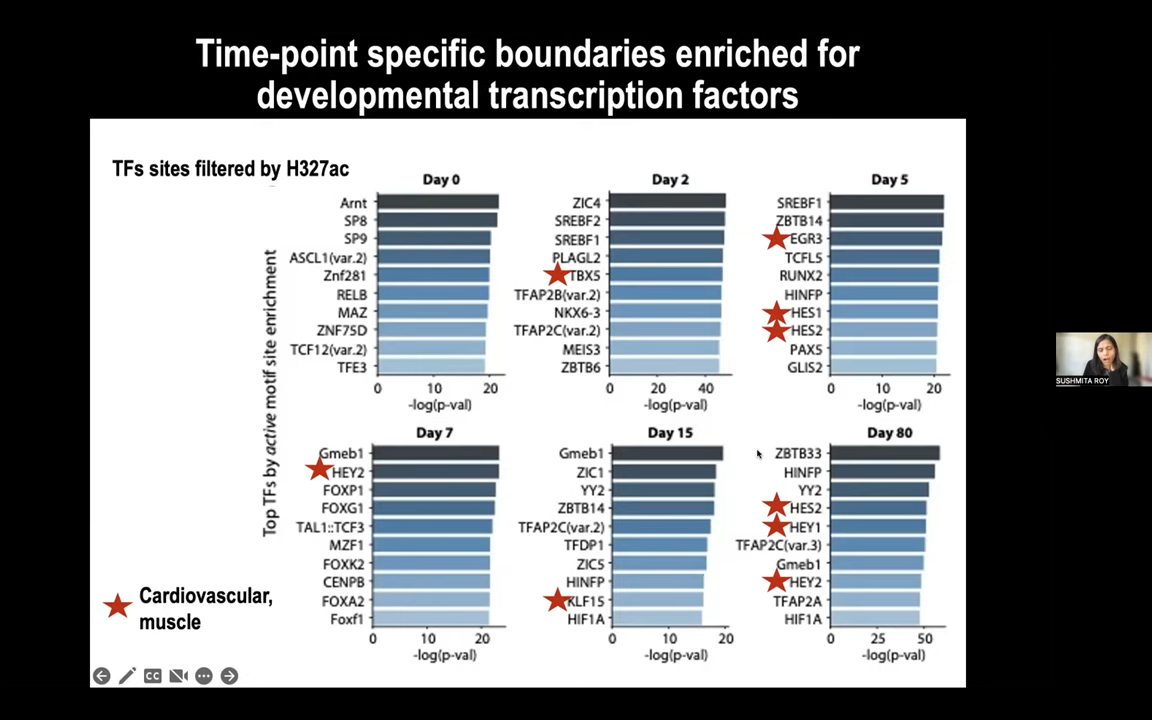 Time-point specific boundaries enriched for
developmental transcription factors
TFs sites filtered by H327ac
Top TFs by active motif site enrichment
Day 0
Arnt
SP8
SP9
ASCL1(var.2)
Znf281
RELB
MAZ
ZNF75D
TCF12(var.2)
TFE3
0 10 20
-log(p-val)
Day 2
ZIC4
SREBF2
SREBF1
PLAGL2
TBX5
TFAP2B(var.2)
NKX6-3
TFAP2C(var.2)
MEIS3
ZBTB6
0 20 40
-log(p-val)
Day 5
SREBF1
ZBTB14
EGR3
TCFL5
RUNX2
HINFP
HES1
HES2
PAX5
GLIS2
0 10 20
-log(p-val)
Day 7
Gmeb1
HEY2
FOXP1
FOXG1
TAL1::TCF3
MZF1
FOXK2
CENPB
FOXA2
Foxf1
0 10 20
-log(p-val)
Day 15
Gmeb1
ZIC1
YY2
ZBTB14
TFAP2C(var.2)
TFDP1
ZIC5
HINFP
KLF15
HIF1A
0 10 20
-log(p-val)
Day 80
ZBTB33
HINFP
YY2
HES2
HEY1
TFAP2C(var.3)
Gmeb1
HEY2
TFAP2A
HIF1A
0 25 50
-log(p-val)
Cardiovascular,
muscle
CC
SUSHMITA ROY